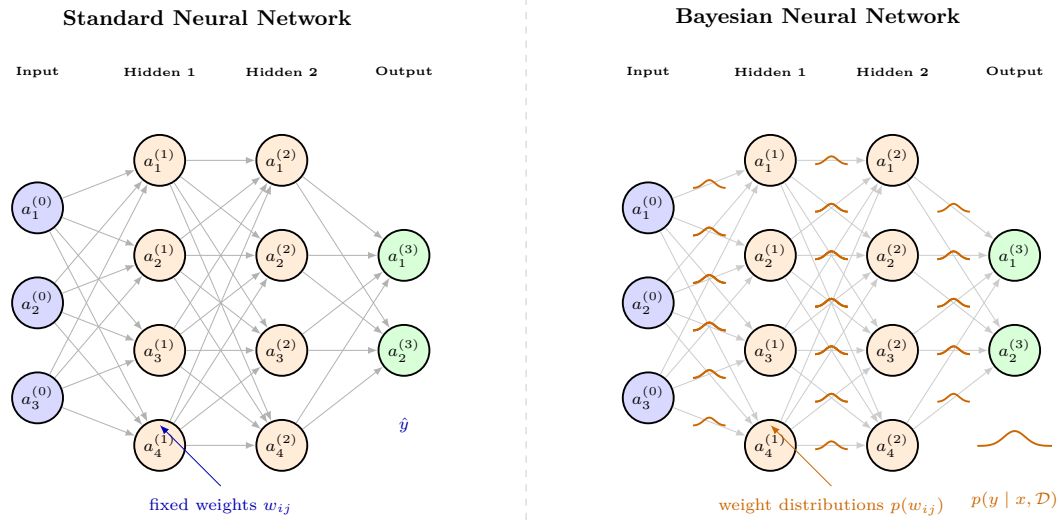 Standard Neural Network
Input Hidden 1 Hidden 2 Output
a_1^{(0)}
a_2^{(0)}
a_3^{(0)}
a_1^{(1)}
a_2^{(1)}
a_3^{(1)}
a_4^{(1)}
a_1^{(2)}
a_2^{(2)}
a_3^{(2)}
a_4^{(2)}
a_1^{(3)}
a_2^{(3)}
ŷ
fixed weights w_{ij}
Bayesian Neural Network
Input Hidden 1 Hidden 2 Output
a_1^{(0)}
a_2^{(0)}
a_3^{(0)}
a_1^{(1)}
a_2^{(1)}
a_3^{(1)}
a_4^{(1)}
a_1^{(2)}
a_2^{(2)}
a_3^{(2)}
a_4^{(2)}
a_1^{(3)}
a_2^{(3)}
weight distributions p(w_{ij})
p(y | x, 𝒟)